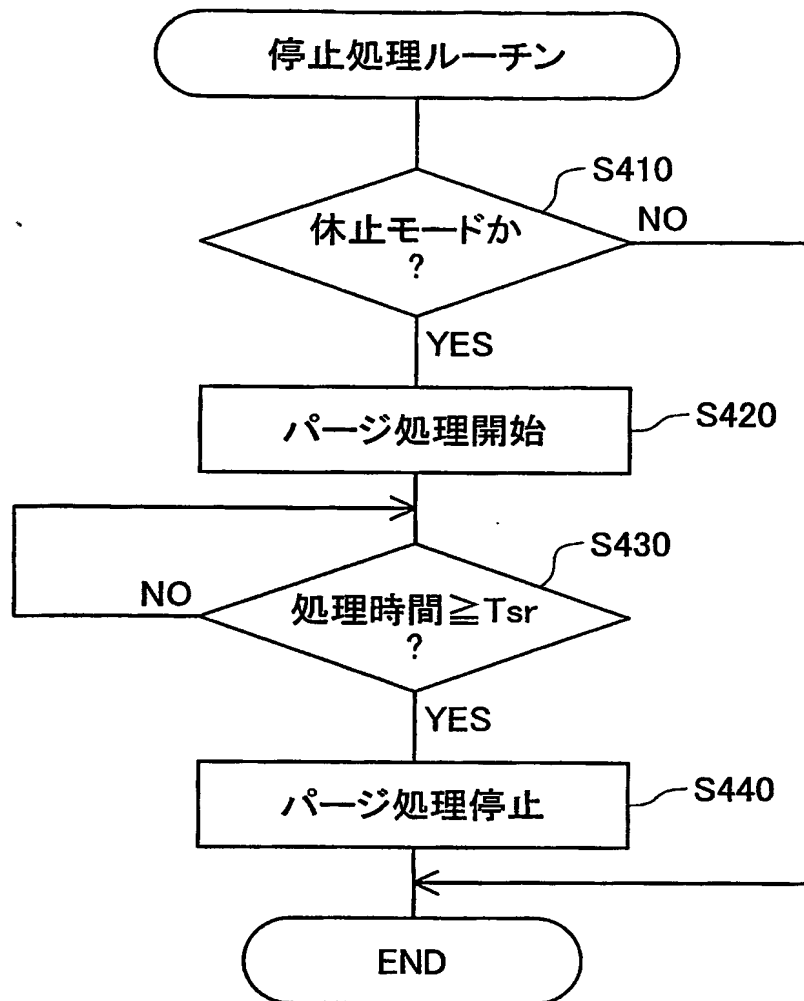 停止処理ルーチン
S410
休止モードか
?
NO
YES
パージ処理開始
S420
S430
処理時間≧Tsr
?
NO
YES
パージ処理停止
S440
END